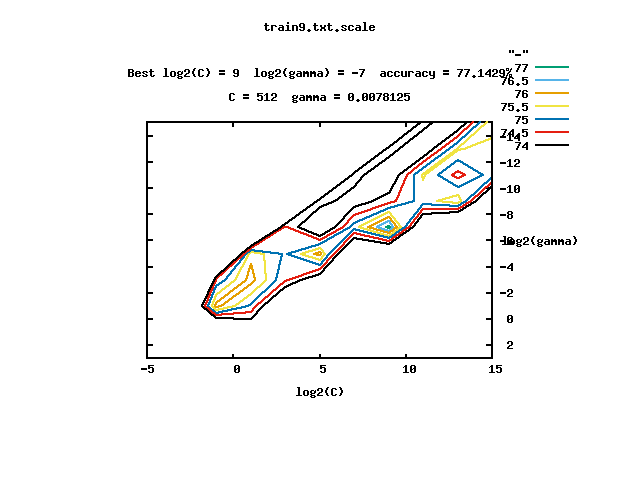 train9.txt.scale
"-"
Best log2(C) = 9 log2(gamma) = -7 accuracy = 77.1429%
C = 512 gamma = 0.0078125
77
76.5
76
75.5
75
74.5
74
-14
-12
-10
-8
-6
log2(gamma)
-4
-2
0
2
-5 0 5 10 15
log2(C)